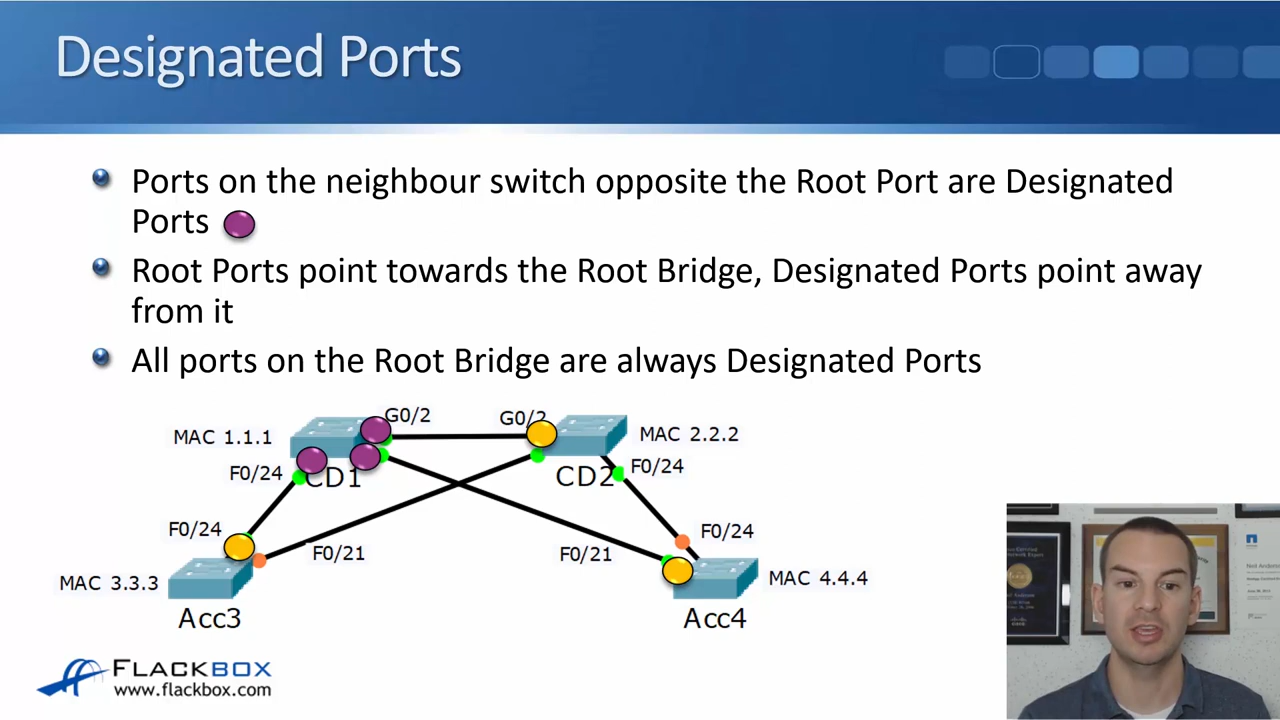 Designated Ports
Ports on the neighbour switch opposite the Root Port are Designated
Ports
Root Ports point towards the Root Bridge, Designated Ports point away
from it
All ports on the Root Bridge are always Designated Ports
G0/2
G0/2
MAC 1.1.1
MAC 2.2.2
F0/24
CD1
CD2
F0/24
F0/24
F0/21
F0/21
F0/24
MAC 3.3.3
MAC 4.4.4
Acc3
Acc4
FLACKBOX
www.flackbox.com